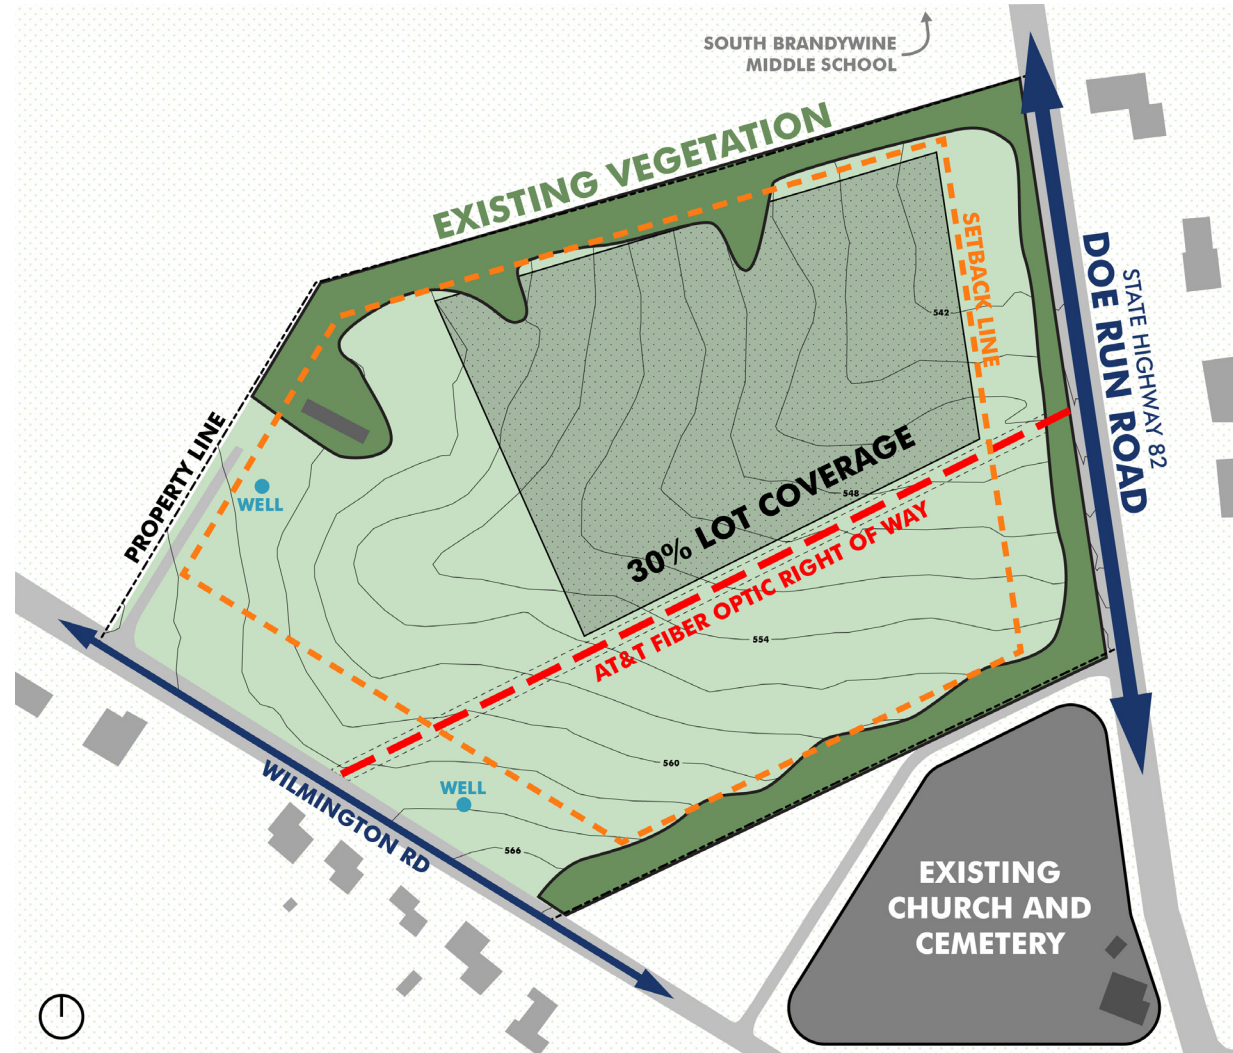 SOUTH BRANDYWINE
MIDDLE SCHOOL
EXISTING VEGETATION
SETBACK LINE
STATE HIGHWAY 82
DOE RUN ROAD
542
PROPERTY LINE
WELL
30% LOT COVERAGE
548
AT&T FIBER OPTIC RIGHT OF WAY
554
560
WELL
WILMINGTON RD
566
EXISTING
CHURCH AND
CEMETERY